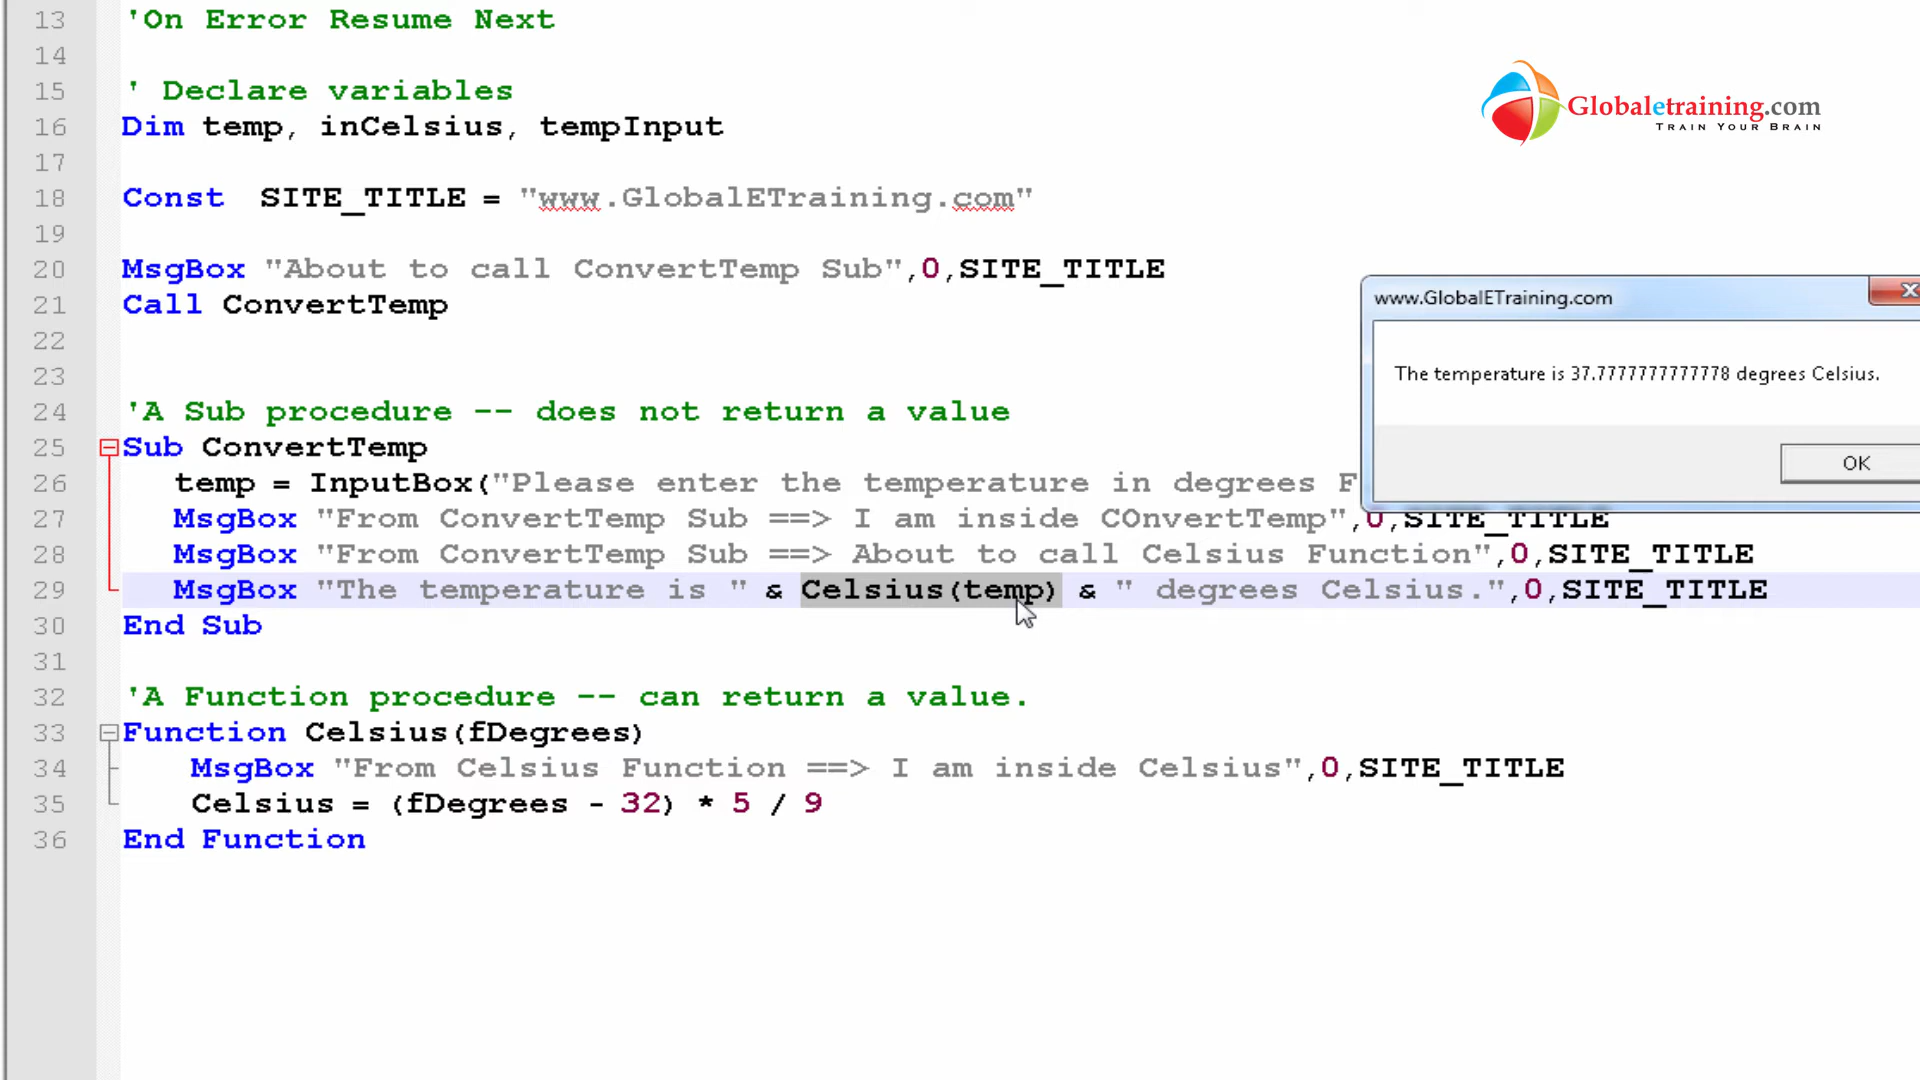 13 'On Error Resume Next
14
15 ' Declare variables
16 Dim temp, inCelsius, tempInput
17
18 Const  SITE_TITLE = "www.GlobalETraining.com"
19
20 MsgBox "About to call ConvertTemp Sub",0,SITE_TITLE
21 Call ConvertTemp
22
23
24 'A Sub procedure -- does not return a value
25 Sub ConvertTemp
26    temp = InputBox("Please enter the temperature in degrees F
27    MsgBox "From ConvertTemp Sub ==> I am inside COnvertTemp",0,SITE_TITLE
28    MsgBox "From ConvertTemp Sub ==> About to call Celsius Function",0,SITE_TITLE
29    MsgBox "The temperature is " & Celsius(temp) & " degrees Celsius.",0,SITE_TITLE
30 End Sub
31
32 'A Function procedure -- can return a value.
33 Function Celsius(fDegrees)
34     MsgBox "From Celsius Function ==> I am inside Celsius",0,SITE_TITLE
35     Celsius = (fDegrees - 32) * 5 / 9
36 End Function
Globaletraining.com
TRAIN YOUR BRAIN
www.GlobalETraining.com
X
The temperature is 37.7777777777778 degrees Celsius.
OK